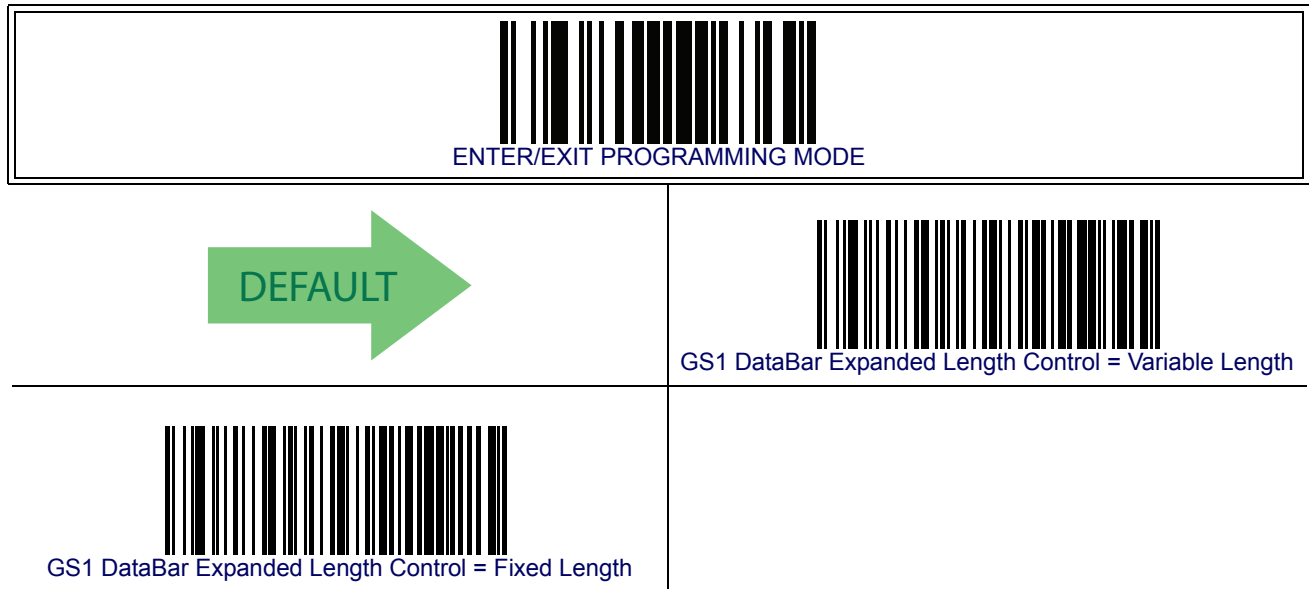 ENTER/EXIT PROGRAMMING MODE
DEFAULT
GS1 DataBar Expanded Length Control = Variable Length
GS1 DataBar Expanded Length Control = Fixed Length